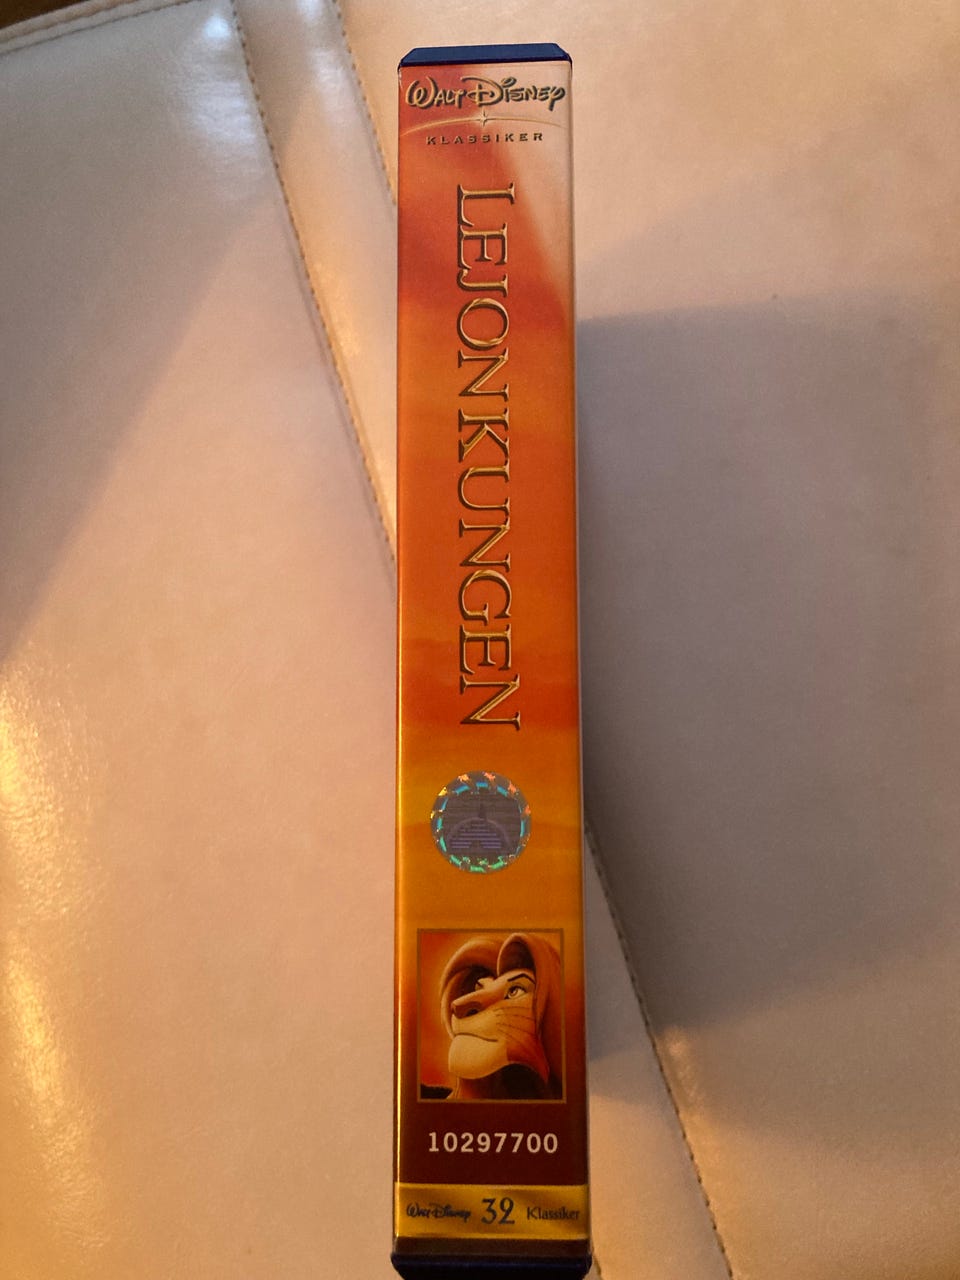 WALT DISNEY
KLASSIKER
LEJONKUNGEN
10297700
Walt Disney 32 Klassiker